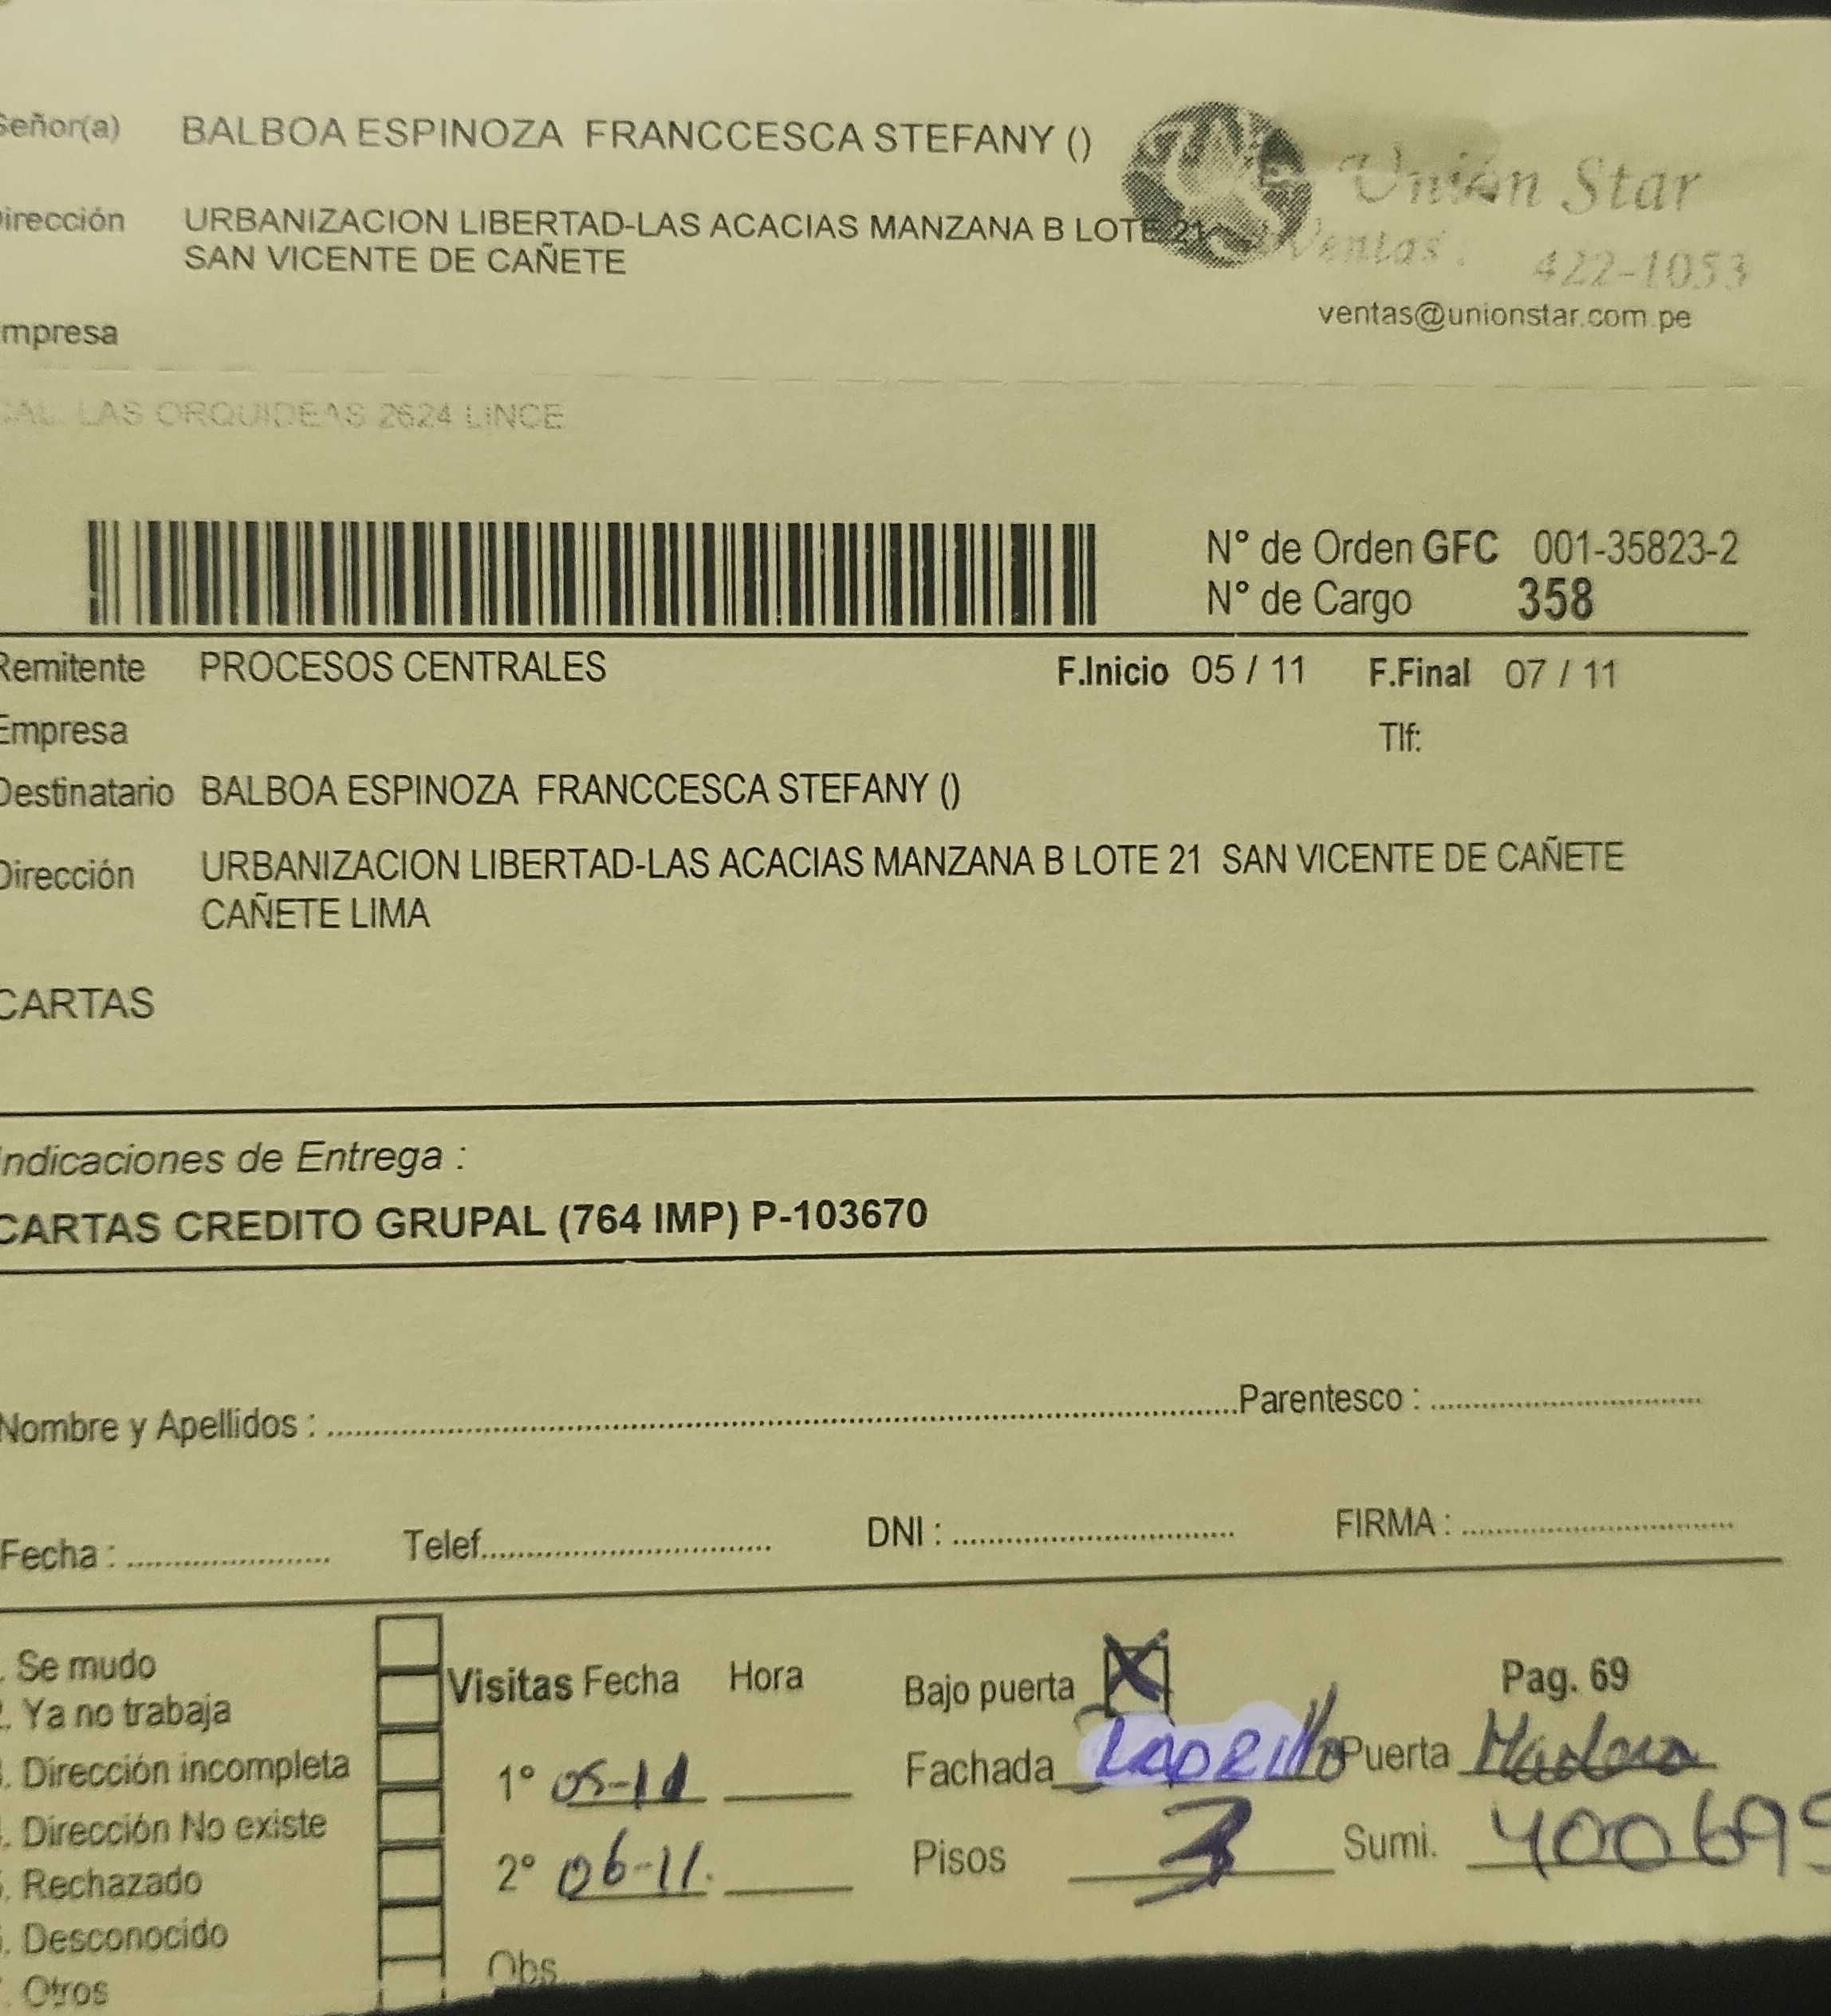 Señor(a) BALBOA ESPINOZA FRANCCESCA STEFANY ()
Unión Star
Dirección URBANIZACION LIBERTAD-LAS ACACIAS MANZANA B LOTE 21
Ventas : 422-1053
SAN VICENTE DE CAÑETE
ventas@unionstar.com.pe
Empresa
CAL. LAS ORQUIDEAS 2624 LINCE
N° de Orden GFC 001-35823-2
N° de Cargo 358
Remitente PROCESOS CENTRALES F.Inicio 05 / 11 F.Final 07 / 11
Empresa Tlf:
Destinatario BALBOA ESPINOZA FRANCCESCA STEFANY ()
Dirección URBANIZACION LIBERTAD-LAS ACACIAS MANZANA B LOTE 21 SAN VICENTE DE CAÑETE
CAÑETE LIMA
CARTAS
Indicaciones de Entrega :
CARTAS CREDITO GRUPAL (764 IMP) P-103670
Nombre y Apellidos : Parentesco :
Fecha : Telef. DNI : FIRMA :
. Se mudo
Visitas Fecha Hora Bajo puerta X Pag. 69
. Ya no trabaja
. Dirección incompleta 1° 05-11 Fachada LADRIllo Puerta Madera
. Dirección No existe
. Rechazado 2° 06-11. Pisos 3 Sumi. 400695
. Desconocido
. Otros Obs